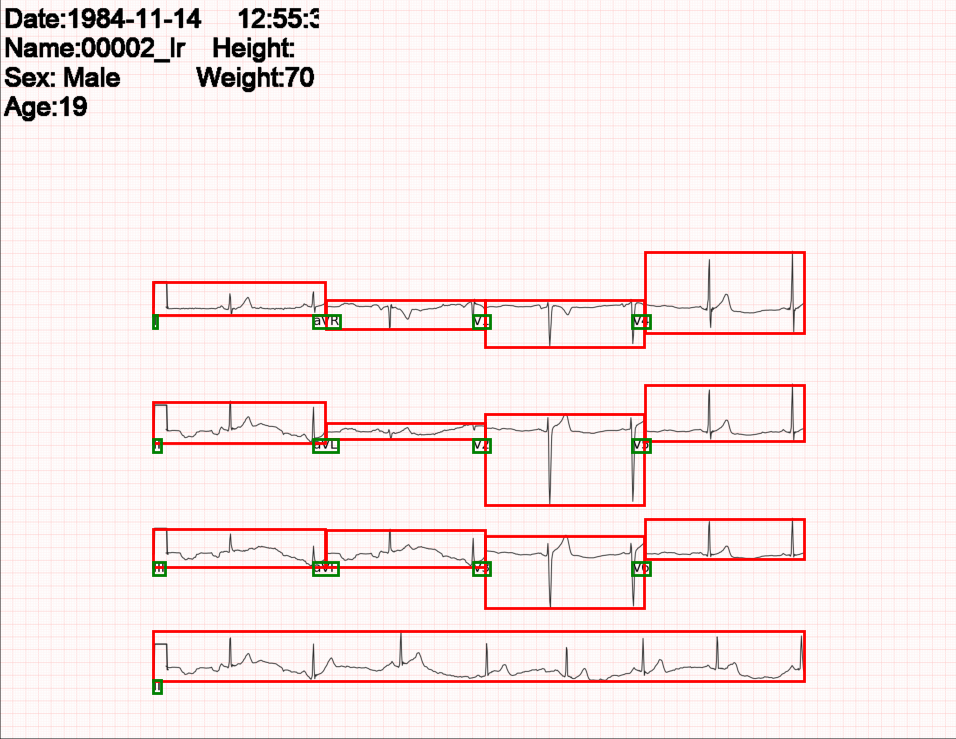 Date:1984-11-14 12:55:3
Name:00002_lr Height:
Sex: Male Weight:70
Age:19
I aVR V1 V4
II aVL V2 V5
III aVF V3 V6
II